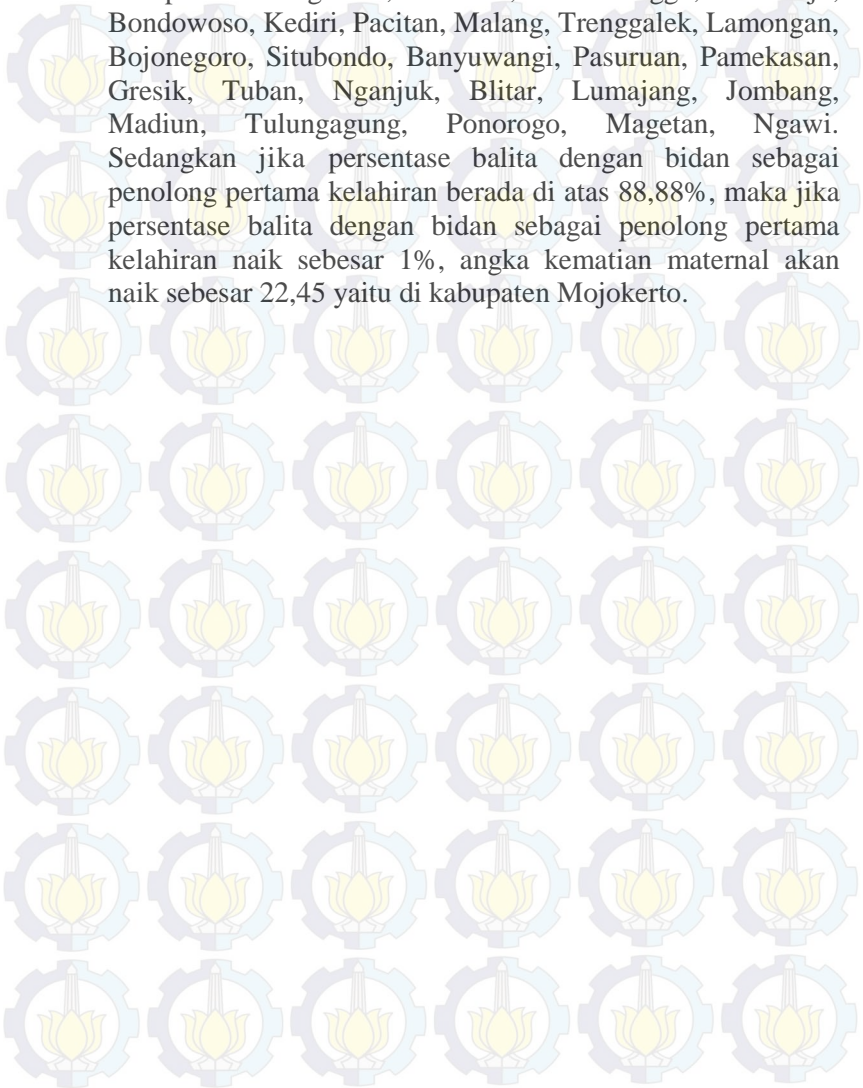 Bondowoso, Kediri, Pacitan, Malang, Trenggalek, Lamongan,
Bojonegoro, Situbondo, Banyuwangi, Pasuruan, Pamekasan,
Gresik, Tuban, Nganjuk, Blitar, Lumajang, Jombang,
Madiun, Tulungagung, Ponorogo, Magetan, Ngawi.
Sedangkan jika persentase balita dengan bidan sebagai
penolong pertama kelahiran berada di atas 88,88%, maka jika
persentase balita dengan bidan sebagai penolong pertama
kelahiran naik sebesar 1%, angka kematian maternal akan
naik sebesar 22,45 yaitu di kabupaten Mojokerto.